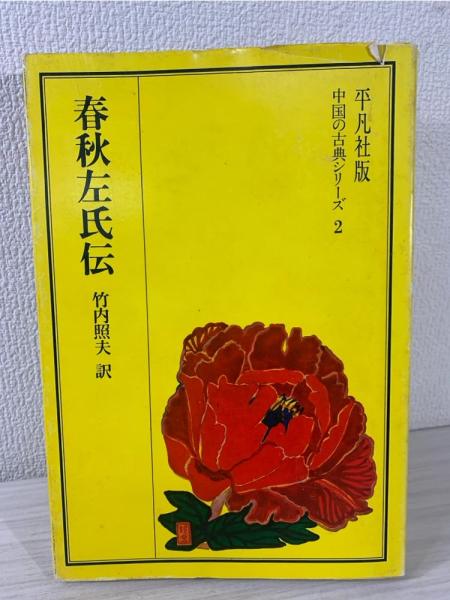 平凡社版
中国の古典シリーズ 2
春秋左氏伝
竹内照夫 訳